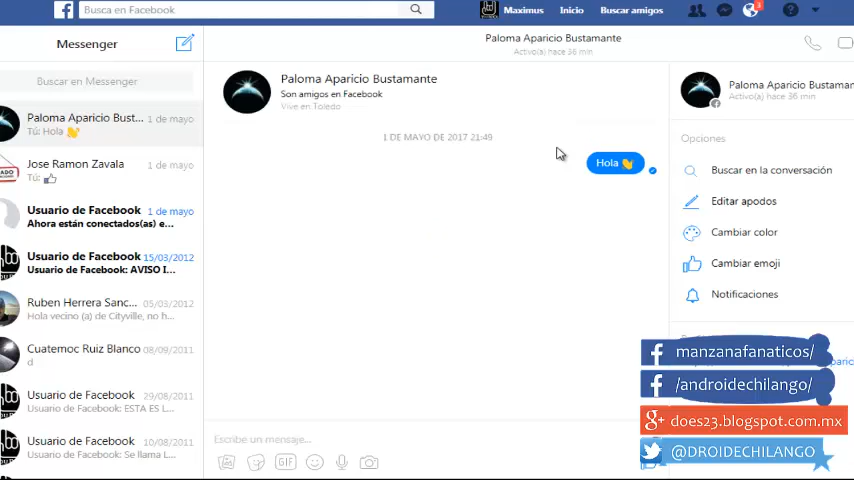 Busca en Facebook
Maximus
Inicio
Buscar amigos
3
Messenger
Buscar en Messenger
Paloma Aparicio Bust...
1 de mayo
Tú: Hola 👋
Jose Ramon Zavala
1 de mayo
Tú:
Usuario de Facebook
1 de mayo
Ahora están conectados(as) e...
Usuario de Facebook
15/03/2012
Usuario de Facebook: AVISO I...
Ruben Herrera Sanc...
05/03/2012
Hola vecino (a) de Cityville, no h...
Cuatemoc Ruiz Blanco
08/09/2011
d
Usuario de Facebook
29/08/2011
Usuario de Facebook: ESTA ES L...
Usuario de Facebook
10/08/2011
Usuario de Facebook: Se llama L...
Paloma Aparicio Bustamante
Activo(a) hace 36 min
Paloma Aparicio Bustamante
Son amigos en Facebook
Vive en Toledo
1 DE MAYO DE 2017 21:49
Hola 👋
Escribe un mensaje...
GIF
Paloma Aparicio Bustaman
Activo(a) hace 36 min
Opciones
Buscar en la conversación
Editar apodos
Cambiar color
Cambiar emoji
Notificaciones
manzanafanaticos/
/androidechilango/
does23.blogspot.com.mx
@DROIDECHILANGO